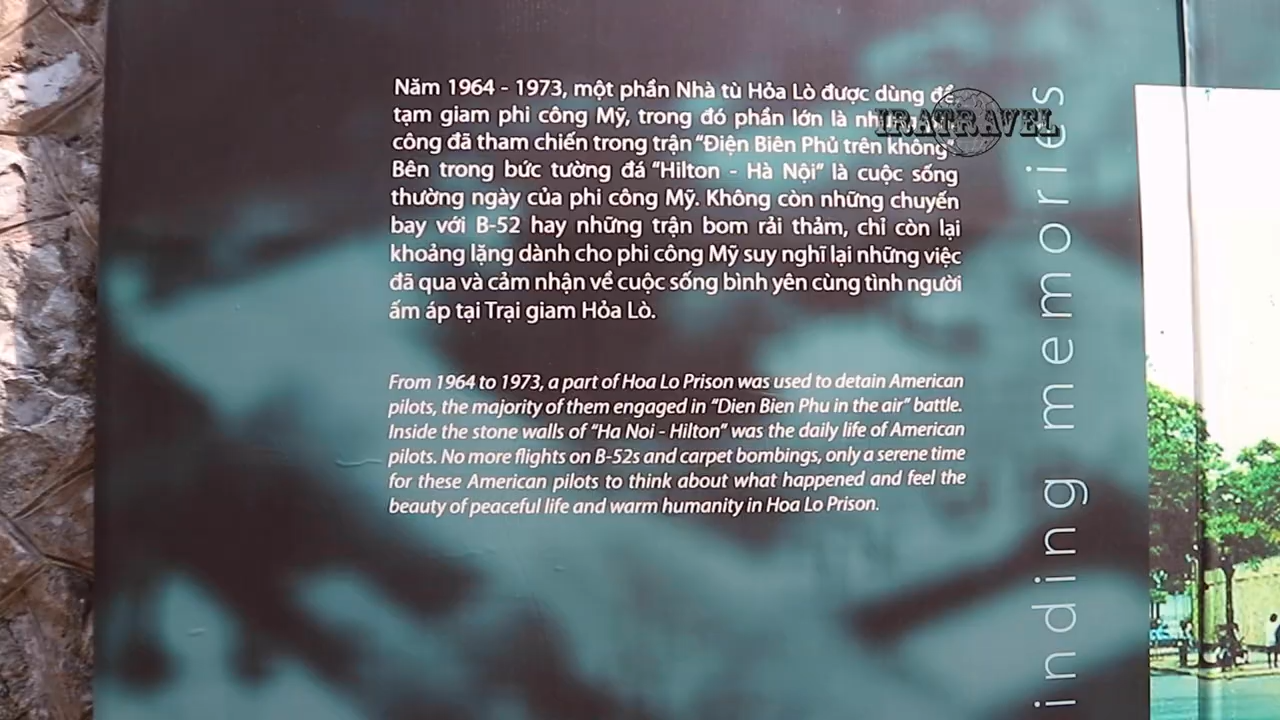 Năm 1964 - 1973, một phần Nhà tù Hỏa Lò được dùng để
tạm giam phi công Mỹ, trong đó phần lớn là
công đã tham chiến trong trận “Điện Biên Phủ trên không”.
Bên trong bức tường đá “Hilton - Hà Nội” là cuộc sống
thường ngày của phi công Mỹ. Không còn những chuyến
bay với B-52 hay những trận bom rải thảm, chỉ còn lại
khoảng lặng dành cho phi công Mỹ suy nghĩ lại những việc
đã qua và cảm nhận về cuộc sống bình yên cùng tình người
ấm áp tại Trại giam Hỏa Lò.
From 1964 to 1973, a part of Hoa Lo Prison was used to detain American
pilots, the majority of them engaged in “Dien Bien Phu in the air” battle.
Inside the stone walls of “Ha Noi - Hilton” was the daily life of American
pilots. No more flights on B-52s and carpet bombings, only a serene time
for these American pilots to think about what happened and feel the
beauty of peaceful life and warm humanity in Hoa Lo Prison.
IRATRAVEL
inding memories